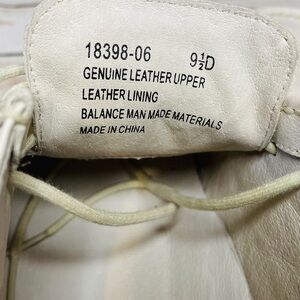 18398-06 9½D
GENUINE LEATHER UPPER
LEATHER LINING
BALANCE MAN MADE MATERIALS
MADE IN CHINA